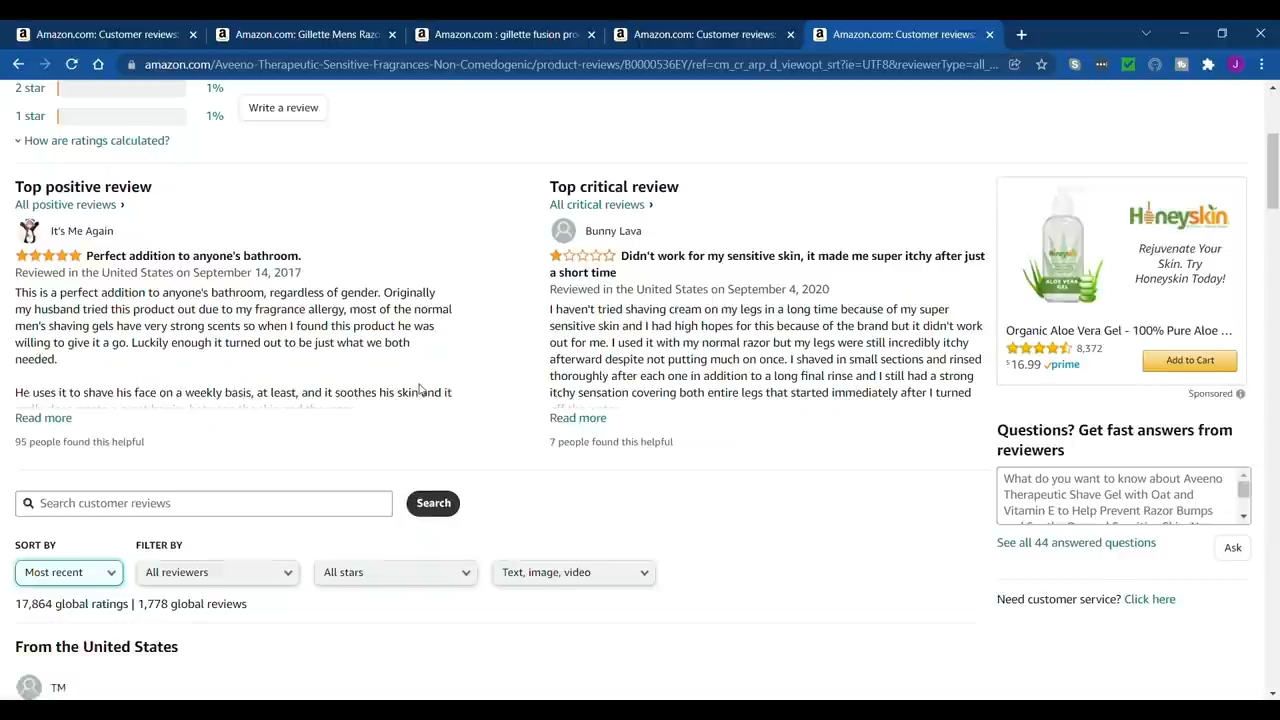 Amazon.com: Customer reviews:
Amazon.com: Gillette Mens Razo
Amazon.com : gillette fusion pro
Amazon.com: Customer reviews:
Amazon.com: Customer reviews:
amazon.com/Aveeno-Therapeutic-Sensitive-Fragrances-Non-Comedogenic/product-reviews/B0000536EY/ref=cm_cr_arp_d_viewopt_srt?ie=UTF8&reviewerType=all_...
J
2 star 1%
1 star 1%
Write a review
How are ratings calculated?
Top positive review
All positive reviews ›
It's Me Again
Perfect addition to anyone's bathroom.
Reviewed in the United States on September 14, 2017
This is a perfect addition to anyone's bathroom, regardless of gender. Originally
my husband tried this product out due to my fragrance allergy, most of the normal
men's shaving gels have very strong scents so when I found this product he was
willing to give it a go. Luckily enough it turned out to be just what we both
needed.
He uses it to shave his face on a weekly basis, at least, and it soothes his skin and it
Read more
95 people found this helpful
Top critical review
All critical reviews ›
Bunny Lava
Didn't work for my sensitive skin, it made me super itchy after just
a short time
Reviewed in the United States on September 4, 2020
I haven't tried shaving cream on my legs in a long time because of my super
sensitive skin and I had high hopes for this because of the brand but it didn't work
out for me. I used it with my normal razor but my legs were still incredibly itchy
afterward despite not putting much on once. I shaved in small sections and rinsed
thoroughly after each one in addition to a long final rinse and I still had a strong
itchy sensation covering both entire legs that started immediately after I turned
Read more
7 people found this helpful
Honeyskin
Rejuvenate Your
Skin. Try
Honeyskin Today!
ALOE VERA
GEL
Organic Aloe Vera Gel - 100% Pure Aloe ...
8,372
$16.99 prime
Add to Cart
Sponsored
Questions? Get fast answers from
reviewers
What do you want to know about Aveeno
Therapeutic Shave Gel with Oat and
Vitamin E to Help Prevent Razor Bumps
See all 44 answered questions
Ask
Need customer service? Click here
Search customer reviews
Search
SORT BY
FILTER BY
Most recent
All reviewers
All stars
Text, image, video
17,864 global ratings | 1,778 global reviews
From the United States
TM